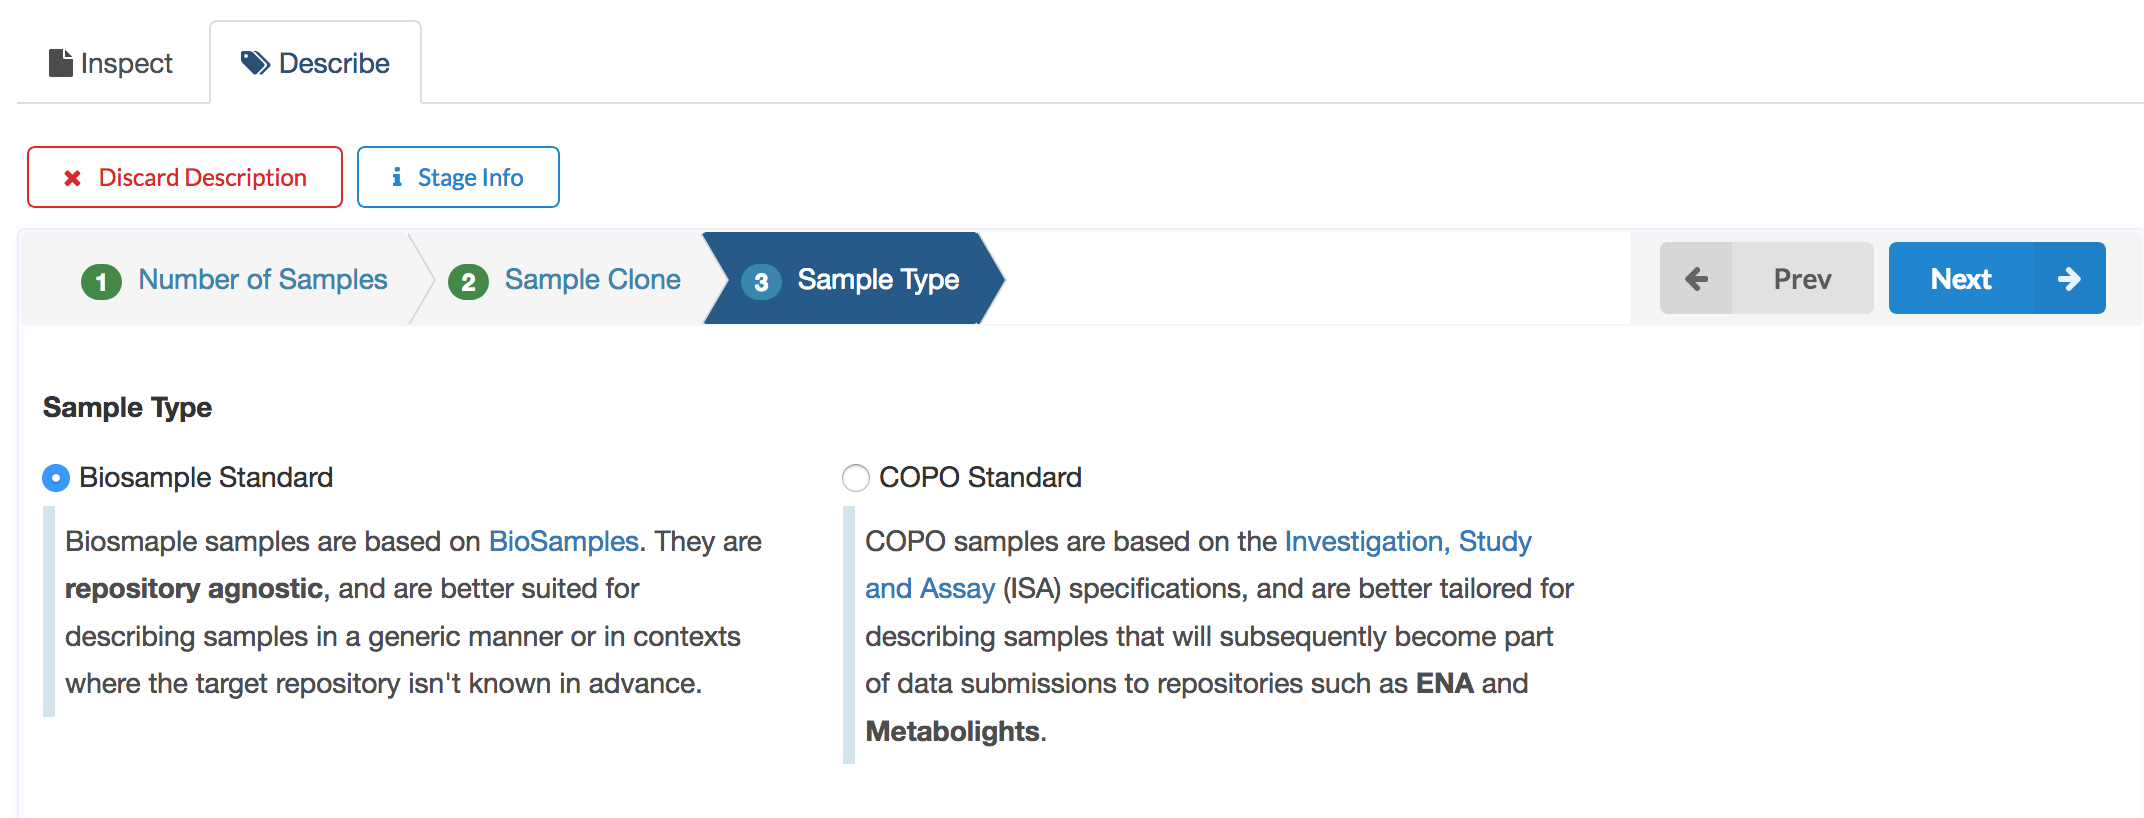 Inspect
Describe
Discard Description
Stage Info
1 Number of Samples
2 Sample Clone
3 Sample Type
Prev
Next
Sample Type
Biosample Standard
Biosmaple samples are based on BioSamples. They are
repository agnostic, and are better suited for
describing samples in a generic manner or in contexts
where the target repository isn't known in advance.
COPO Standard
COPO samples are based on the Investigation, Study
and Assay (ISA) specifications, and are better tailored for
describing samples that will subsequently become part
of data submissions to repositories such as ENA and
Metabolights.